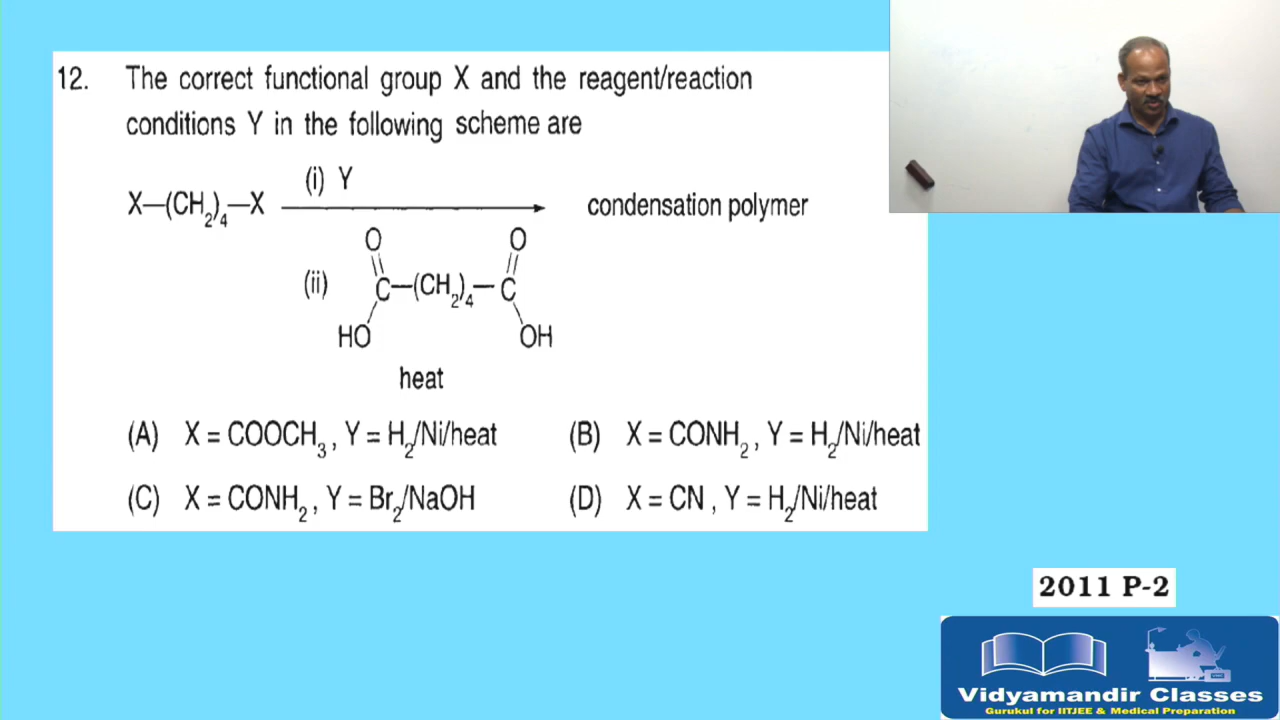 12. The correct functional group X and the reagent/reaction
conditions Y in the following scheme are
(i) Y
X—(CH₂)₄—X condensation polymer
O O
(ii) C—(CH₂)₄—C
HO OH
heat
(A) X = COOCH₃, Y = H₂/Ni/heat (B) X = CONH₂, Y = H₂/Ni/heat
(C) X = CONH₂, Y = Br₂/NaOH (D) X = CN, Y = H₂/Ni/heat
2011 P-2
Vidyamandir Classes
Gurukul for IITJEE & Medical Preparation